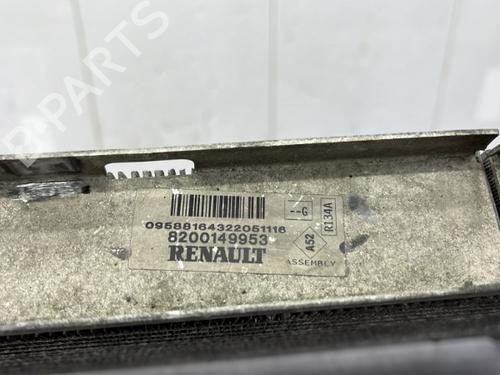 B-PARTS
--G
A52
R134A
09588164322051116
8200149953
RENAULT
ASSEMBLY